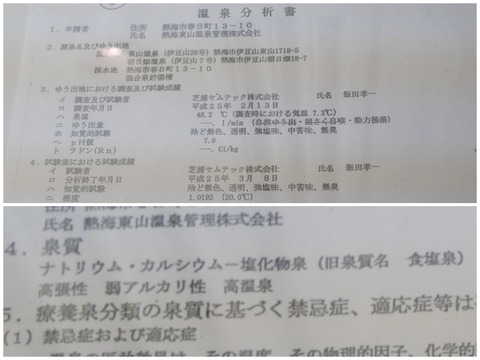 温泉分析書
1．申請者　住所　熱海市春日町13-10
氏名　熱海東山温泉管理株式会社
2．源泉名及びゆう出地
源泉　東山温泉（伊豆山26号）熱海市伊豆山東山1718-5
朝日畑温泉（伊豆山7号）熱海市伊豆山朝日畑18-7
採水地　熱海市春日町13-10
混合泉貯湯槽
3．ゆう出地における調査及び試験成績
イ　調査及び試験者　芝浦セムテック株式会社　氏名　飯田孝一
ロ　調査年月日　平成25年　2月13日
ハ　泉温　48.2 ℃（調査時における気温 7.3℃）
ニ　ゆう出量　―．l/min（自然ゆう出・掘さく自噴・動力揚湯）
ホ　知覚的試験　殆ど無色、透明、強塩味、中苦味、無臭
ヘ　pH値　7.6
ト　ラドン（Rn）　―．Ci/kg
4．試験室における試験成績
イ　試験者　芝浦セムテック株式会社　氏名　飯田孝一
ロ　分析終了年月日　平成25年　3月　8日
ハ　知覚的試験　殆ど無色、透明、強塩味、中苦味、無臭
ニ　密度　1.0192（20.0℃）
氏名　熱海東山温泉管理株式会社
4．泉質
ナトリウム・カルシウム－塩化物泉（旧泉質名　食塩泉）
高張性　弱アルカリ性　高温泉
5．療養泉分類の泉質に基づく禁忌症、適応症等は
（1）禁忌症および適応症